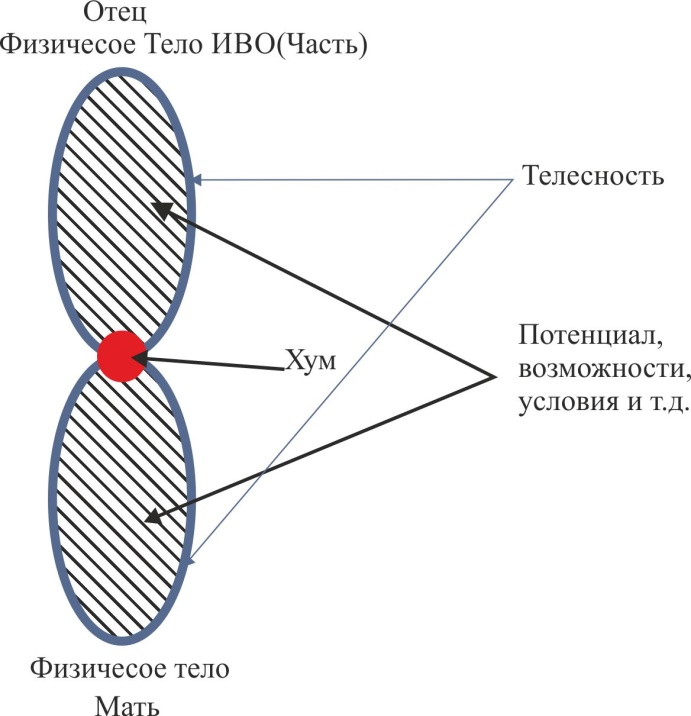 Отец
Физичесое Тело ИВО(Часть)
Телесность
Потенциал,
возможности,
условия и т.д.
Хум
Физичесое тело
Мать